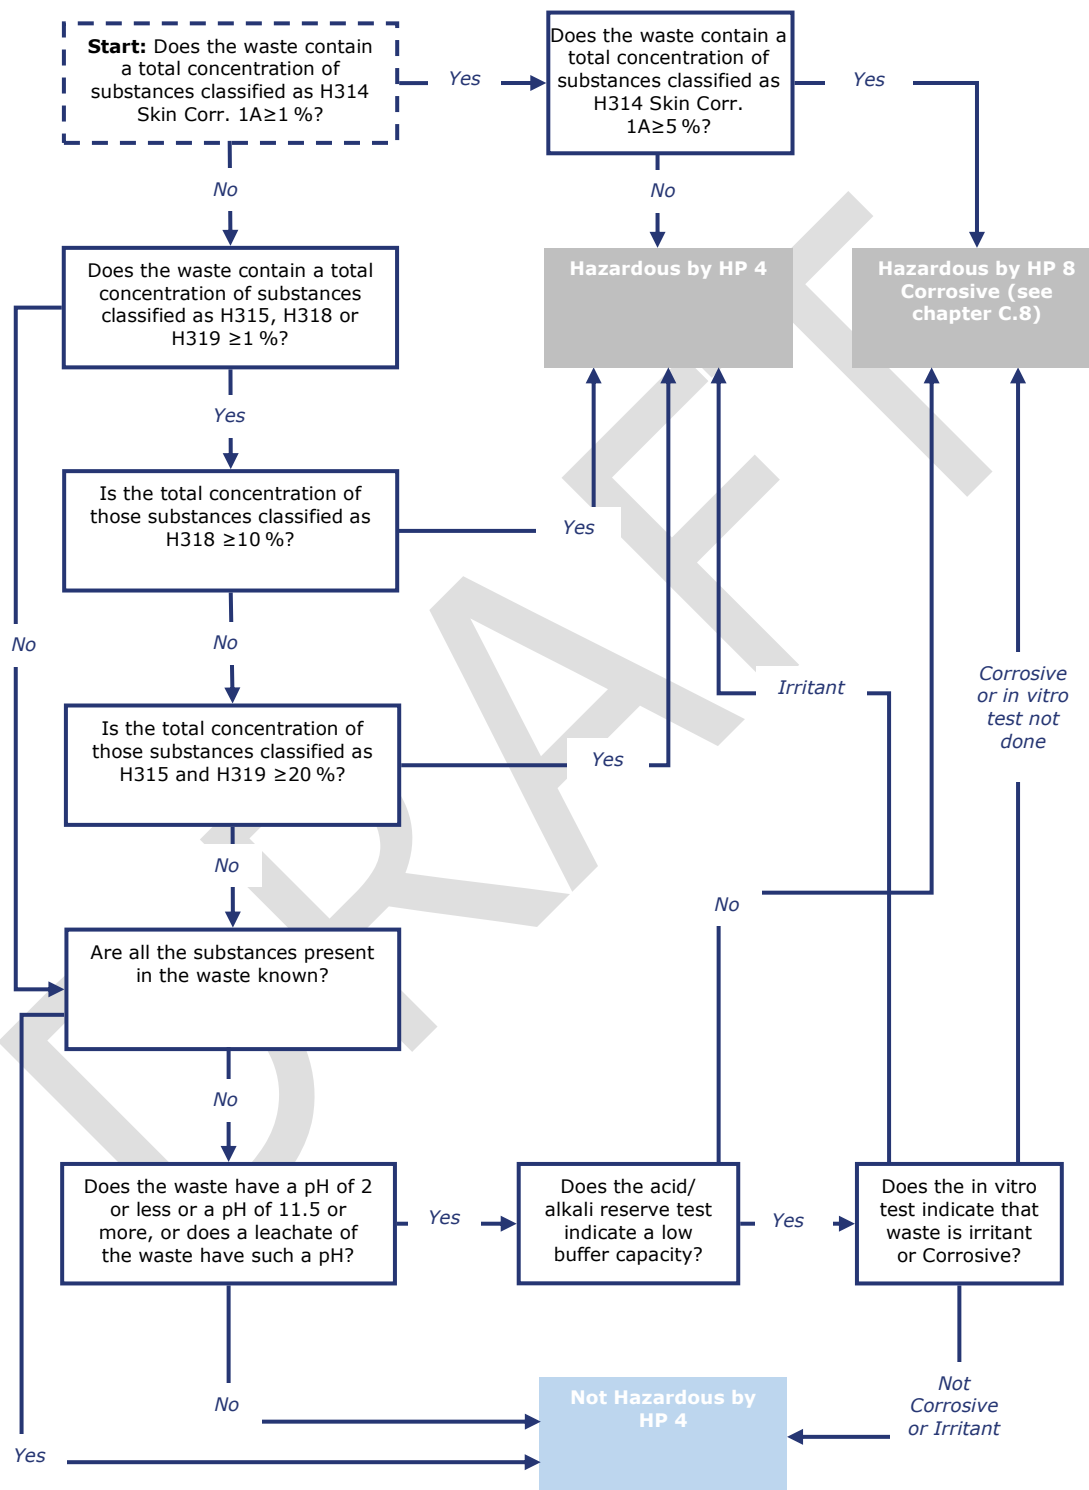 Start: Does the waste contain
a total concentration of
substances classified as H314
Skin Corr. 1A≥1 %?
Yes
Does the waste contain a
total concentration of
substances classified as
H314 Skin Corr.
1A≥5 %?
Yes
No
No
Does the waste contain a total
concentration of substances
classified as H315, H318 or
H319 ≥1 %?
Hazardous by HP 4
Hazardous by HP 8
Corrosive (see
chapter C.8)
Yes
Is the total concentration of
those substances classified as
H318 ≥10 %?
Yes
No
No
Irritant
Corrosive
or in vitro
test not
done
Is the total concentration of
those substances classified as
H315 and H319 ≥20 %?
Yes
No
No
Are all the substances present
in the waste known?
No
Does the waste have a pH of 2
or less or a pH of 11.5 or
more, or does a leachate of
the waste have such a pH?
Yes
Does the acid/
alkali reserve test
indicate a low
buffer capacity?
Yes
Does the in vitro
test indicate that
waste is irritant
or Corrosive?
No
Not Hazardous by
HP 4
Not
Corrosive
or Irritant
Yes
DRAFT